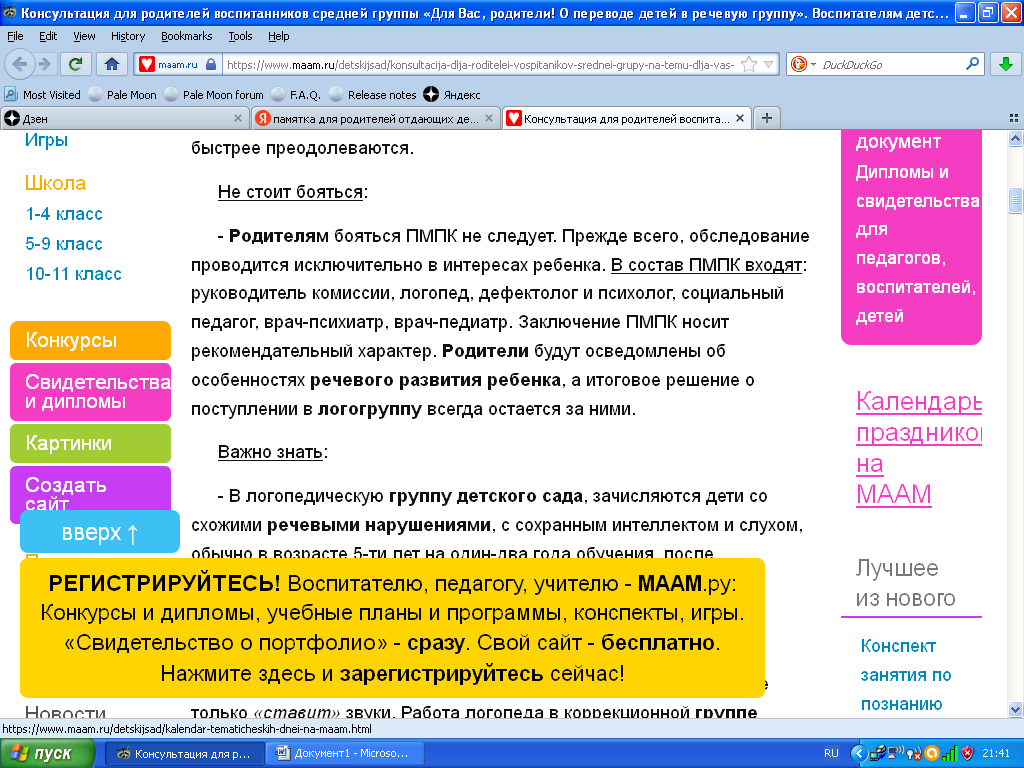 Консультация для родителей воспитанников средней группы «Для Вас, родители! О переводе детей в речевую группу». Воспитателям детс...
File Edit View History Bookmarks Tools Help
maam.ru https://www.maam.ru/detskijsad/konsultacija-dlja-roditelei-vospitanikov-srednei-grupy-na-temu-dlja-vas- DuckDuckGo
Most Visited Pale Moon Pale Moon forum F.A.Q. Release notes Яндекс
Дзен
памятка для родителей отдающих де...
Консультация для родителей воспита...
Игры
Школа
1-4 класс
5-9 класс
10-11 класс
Конкурсы
Свидетельства
и дипломы
Картинки
Создать
сайт
вверх ↑
быстрее преодолеваются.
Не стоит бояться:
- Родителям бояться ПМПК не следует. Прежде всего, обследование
проводится исключительно в интересах ребенка. В состав ПМПК входят:
руководитель комиссии, логопед, дефектолог и психолог, социальный
педагог, врач-психиатр, врач-педиатр. Заключение ПМПК носит
рекомендательный характер. Родители будут осведомлены об
особенностях речевого развития ребенка, а итоговое решение о
поступлении в логогруппу всегда остается за ними.
Важно знать:
- В логопедическую группу детского сада, зачисляются дети со
схожими речевыми нарушениями, с сохранным интеллектом и слухом,
обычно в возрасте 5-ти лет на один-два года обучения, после
РЕГИСТРИРУЙТЕСЬ! Воспитателю, педагогу, учителю - МААМ.ру:
Конкурсы и дипломы, учебные планы и программы, конспекты, игры.
«Свидетельство о портфолио» - сразу. Свой сайт - бесплатно.
Нажмите здесь и зарегистрируйтесь сейчас!
Новости
только «ставит» звуки. Работа логопеда в коррекционной группе
документ
Дипломы и
свидетельства
для
педагогов,
воспитателей,
детей
Календарь
на
МААМ
Лучшее
из нового
Конспект
занятия по
познанию
https://www.maam.ru/detskijsad/kalendar-tematicheskih-dnei-na-maam.html
пуск Консультация для р... Документ1 - Microso... RU 21:41